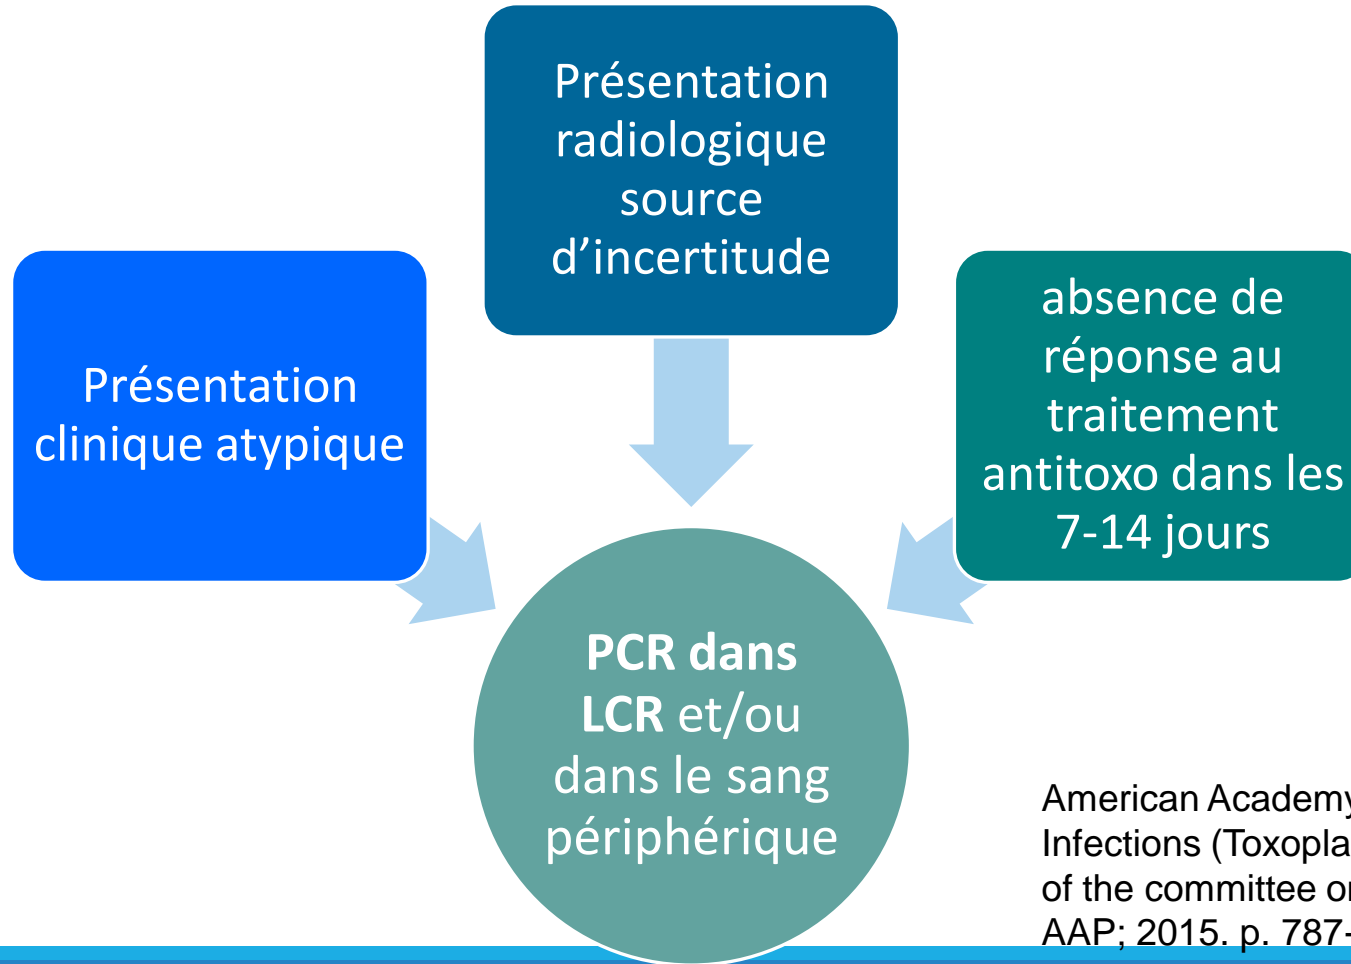 Présentation
radiologique
source
d’incertitude
Présentation
clinique atypique
absence de
réponse au
traitement
antitoxo dans les
7-14 jours
PCR dans
LCR et/ou
dans le sang
périphérique
American Academy
Infections (Toxopla
of the committee o
AAP; 2015. p. 787-